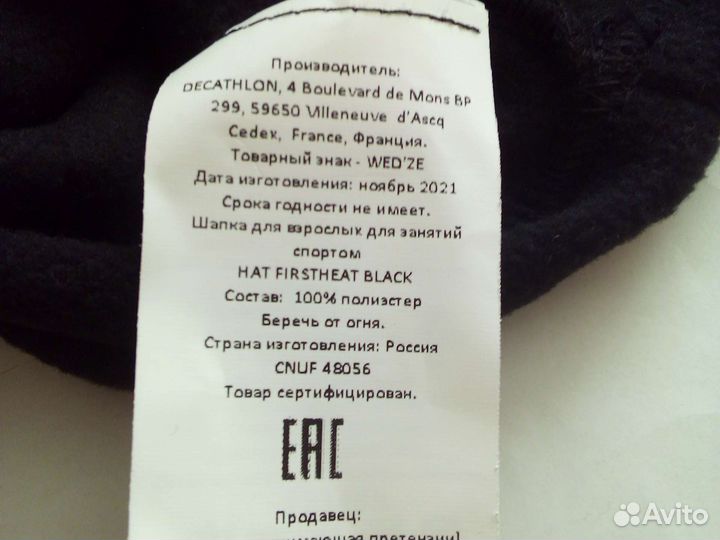 Производитель:
DECATHLON, 4 Boulevard de Mons BP
299, 59650 Villeneuve d'Ascq
Cedex, France, Франция.
Товарный знак - WED'ZE
Дата изготовления: ноябрь 2021
Срока годности не имеет.
Шапка для взрослых для занятий
спортом
HAT FIRSTHEAT BLACK
Состав: 100% полиэстер
Беречь от огня.
Страна изготовления: Россия
CNUF 48056
Товар сертифицирован.
EAC
Продавец:
претензии)
Avito